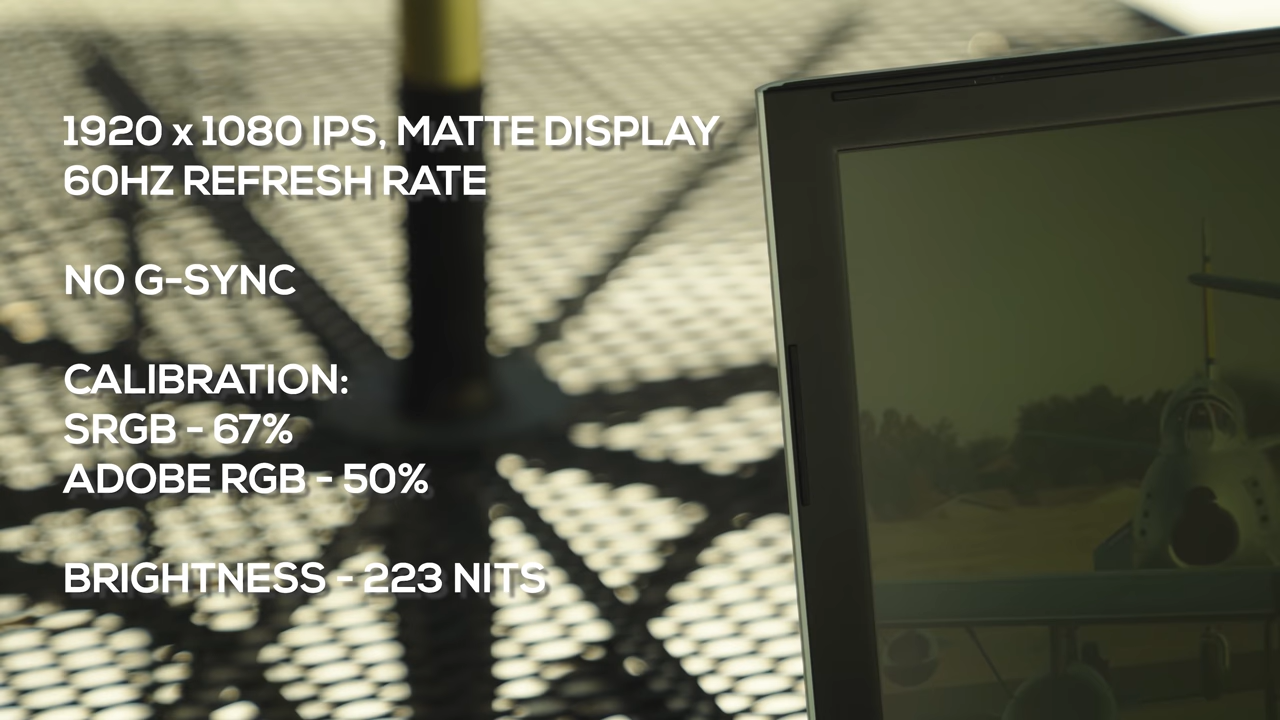 1920 x 1080 IPS, MATTE DISPLAY
60HZ REFRESH RATE
NO G-SYNC
CALIBRATION:
SRGB - 67%
ADOBE RGB - 50%
BRIGHTNESS - 223 NITS